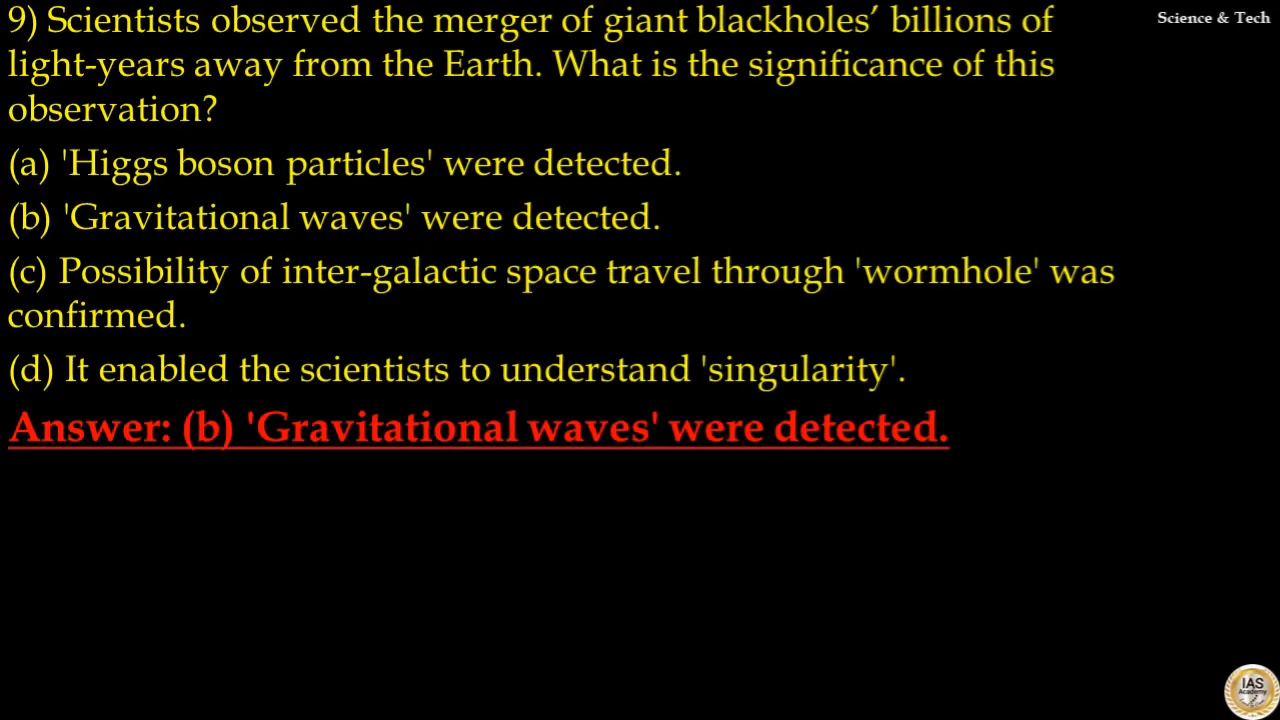 Science & Tech
9) Scientists observed the merger of giant blackholes’ billions of
light-years away from the Earth. What is the significance of this
observation?
(a) 'Higgs boson particles' were detected.
(b) 'Gravitational waves' were detected.
(c) Possibility of inter-galactic space travel through 'wormhole' was
confirmed.
(d) It enabled the scientists to understand 'singularity'.
Answer: (b) 'Gravitational waves' were detected.
IAS
Academy